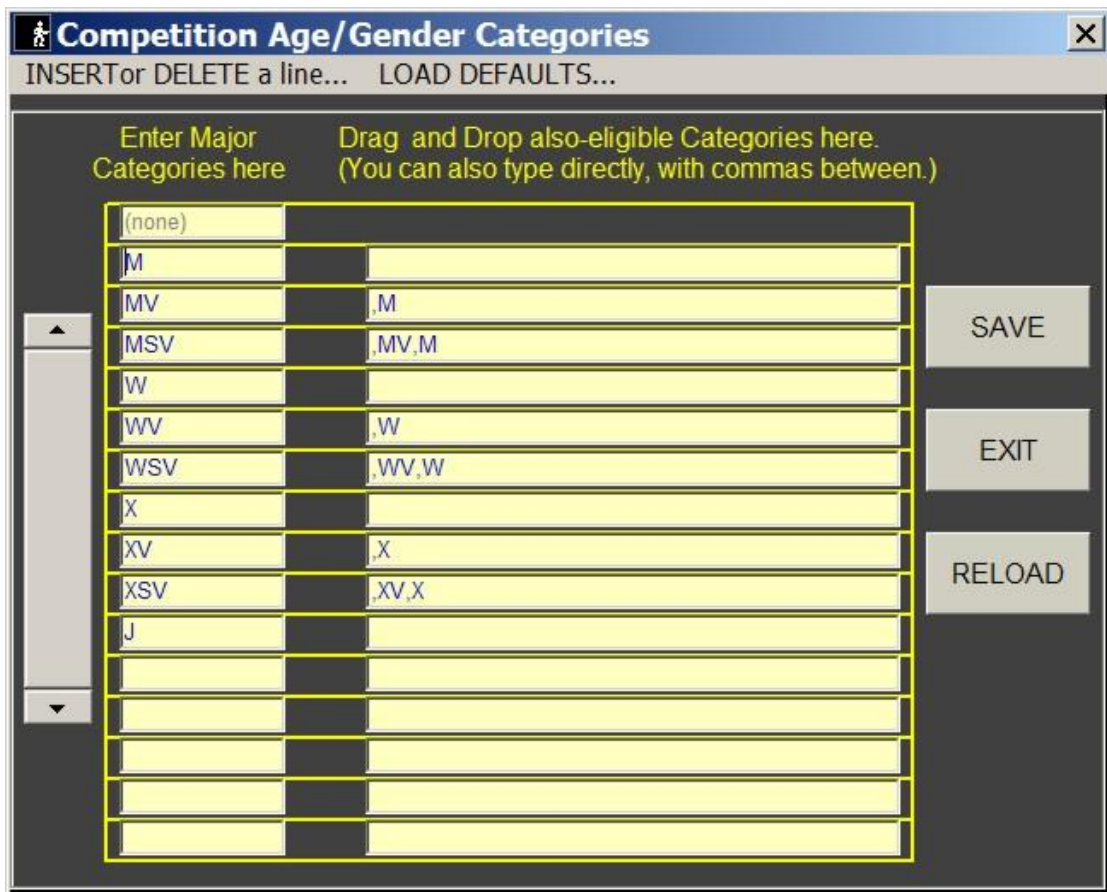 Competition Age/Gender Categories
INSERTor DELETE a line... LOAD DEFAULTS...
Enter Major
Categories here
Drag and Drop also-eligible Categories here.
(You can also type directly, with commas between.)
(none)
M
MV ,M
MSV ,MV,M
W
WV ,W
WSV ,WV,W
X
XV ,X
XSV ,XV,X
J
SAVE
EXIT
RELOAD